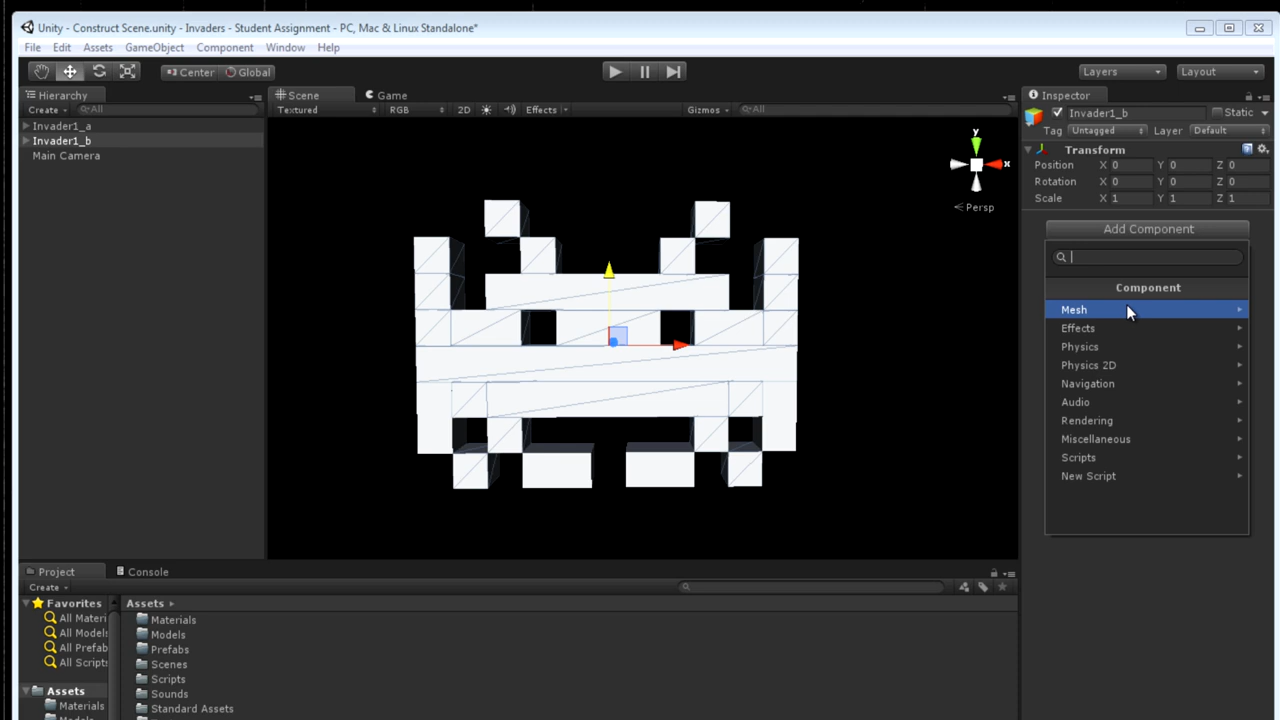 Unity - Construct Scene.unity - Invaders - Student Assignment - PC, Mac & Linux Standalone*
File Edit Assets GameObject Component Window Help
Center Global Layers Layout
Hierarchy
Create All
Invader1_a
Invader1_b
Main Camera
Scene Game
Textured RGB 2D Effects Gizmos All
y
x
Persp
Inspector
Invader1_b Static
Tag Untagged Layer Default
Transform
Position X 0 Y 0 Z 0
Rotation X 0 Y 0 Z 0
Scale X 1 Y 1 Z 1
Add Component
Component
Mesh
Effects
Physics
Physics 2D
Navigation
Audio
Rendering
Miscellaneous
Scripts
New Script
Project Console
Create
Favorites
All Materi
All Models
All Prefab
All Scripts
Assets
Materials
Models
Assets
Materials
Models
Prefabs
Scenes
Scripts
Sounds
Standard Assets